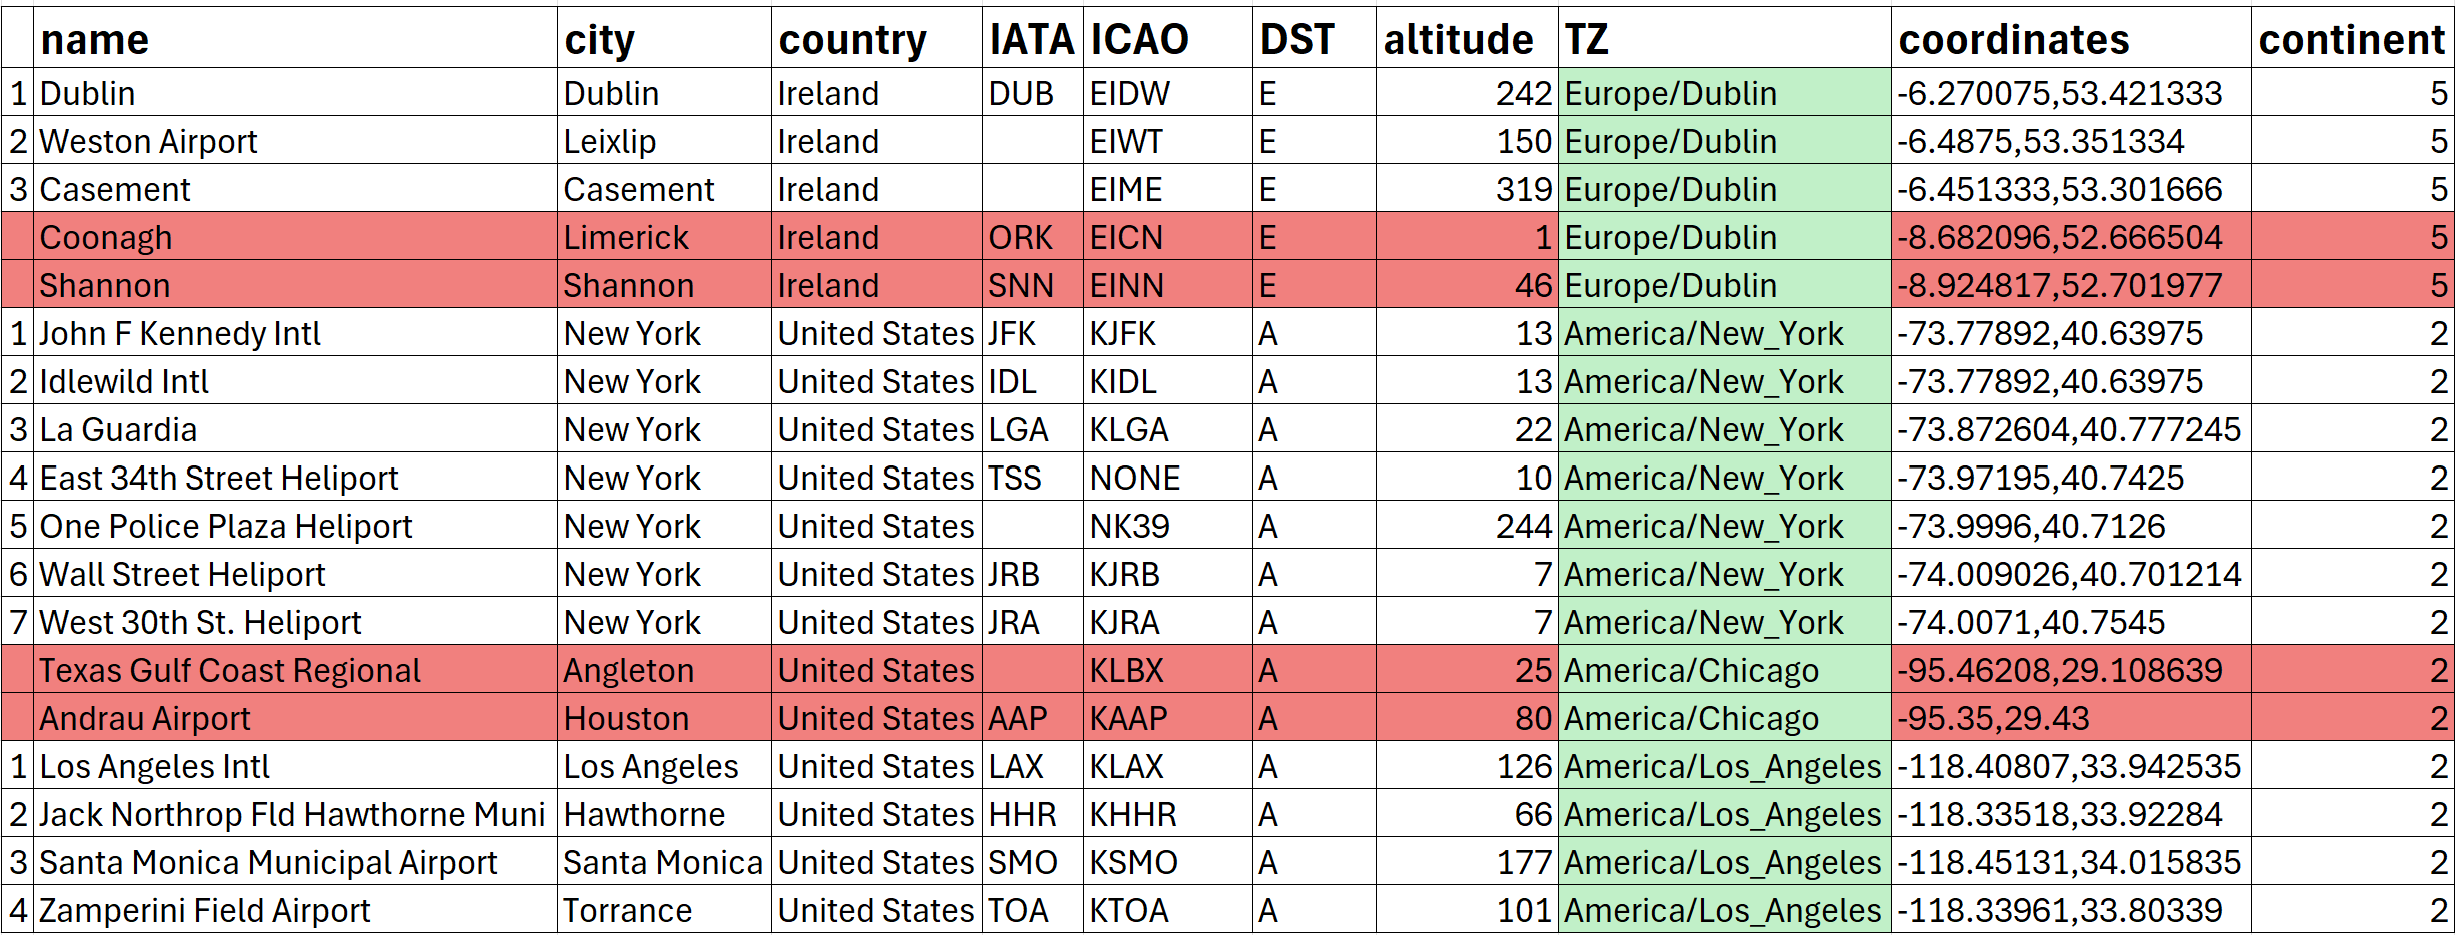 name city country IATA ICAO DST altitude TZ coordinates continent
1 Dublin Dublin Ireland DUB EIDW E 242 Europe/Dublin -6.270075,53.421333 5
2 Weston Airport Leixlip Ireland EIWT E 150 Europe/Dublin -6.4875,53.351334 5
3 Casement Casement Ireland EIME E 319 Europe/Dublin -6.451333,53.301666 5
Coonagh Limerick Ireland ORK EICN E 1 Europe/Dublin -8.682096,52.666504 5
Shannon Shannon Ireland SNN EINN E 46 Europe/Dublin -8.924817,52.701977 5
1 John F Kennedy Intl New York United States JFK KJFK A 13 America/New_York -73.77892,40.63975 2
2 Idlewild Intl New York United States IDL KIDL A 13 America/New_York -73.77892,40.63975 2
3 La Guardia New York United States LGA KLGA A 22 America/New_York -73.872604,40.777245 2
4 East 34th Street Heliport New York United States TSS NONE A 10 America/New_York -73.97195,40.7425 2
5 One Police Plaza Heliport New York United States NK39 A 244 America/New_York -73.9996,40.7126 2
6 Wall Street Heliport New York United States JRB KJRB A 7 America/New_York -74.009026,40.701214 2
7 West 30th St. Heliport New York United States JRA KJRA A 7 America/New_York -74.0071,40.7545 2
Texas Gulf Coast Regional Angleton United States KLBX A 25 America/Chicago -95.46208,29.108639 2
Andrau Airport Houston United States AAP KAAP A 80 America/Chicago -95.35,29.43 2
1 Los Angeles Intl Los Angeles United States LAX KLAX A 126 America/Los_Angeles -118.40807,33.942535 2
2 Jack Northrop Fld Hawthorne Muni Hawthorne United States HHR KHHR A 66 America/Los_Angeles -118.33518,33.92284 2
3 Santa Monica Municipal Airport Santa Monica United States SMO KSMO A 177 America/Los_Angeles -118.45131,34.015835 2
4 Zamperini Field Airport Torrance United States TOA KTOA A 101 America/Los_Angeles -118.33961,33.80339 2